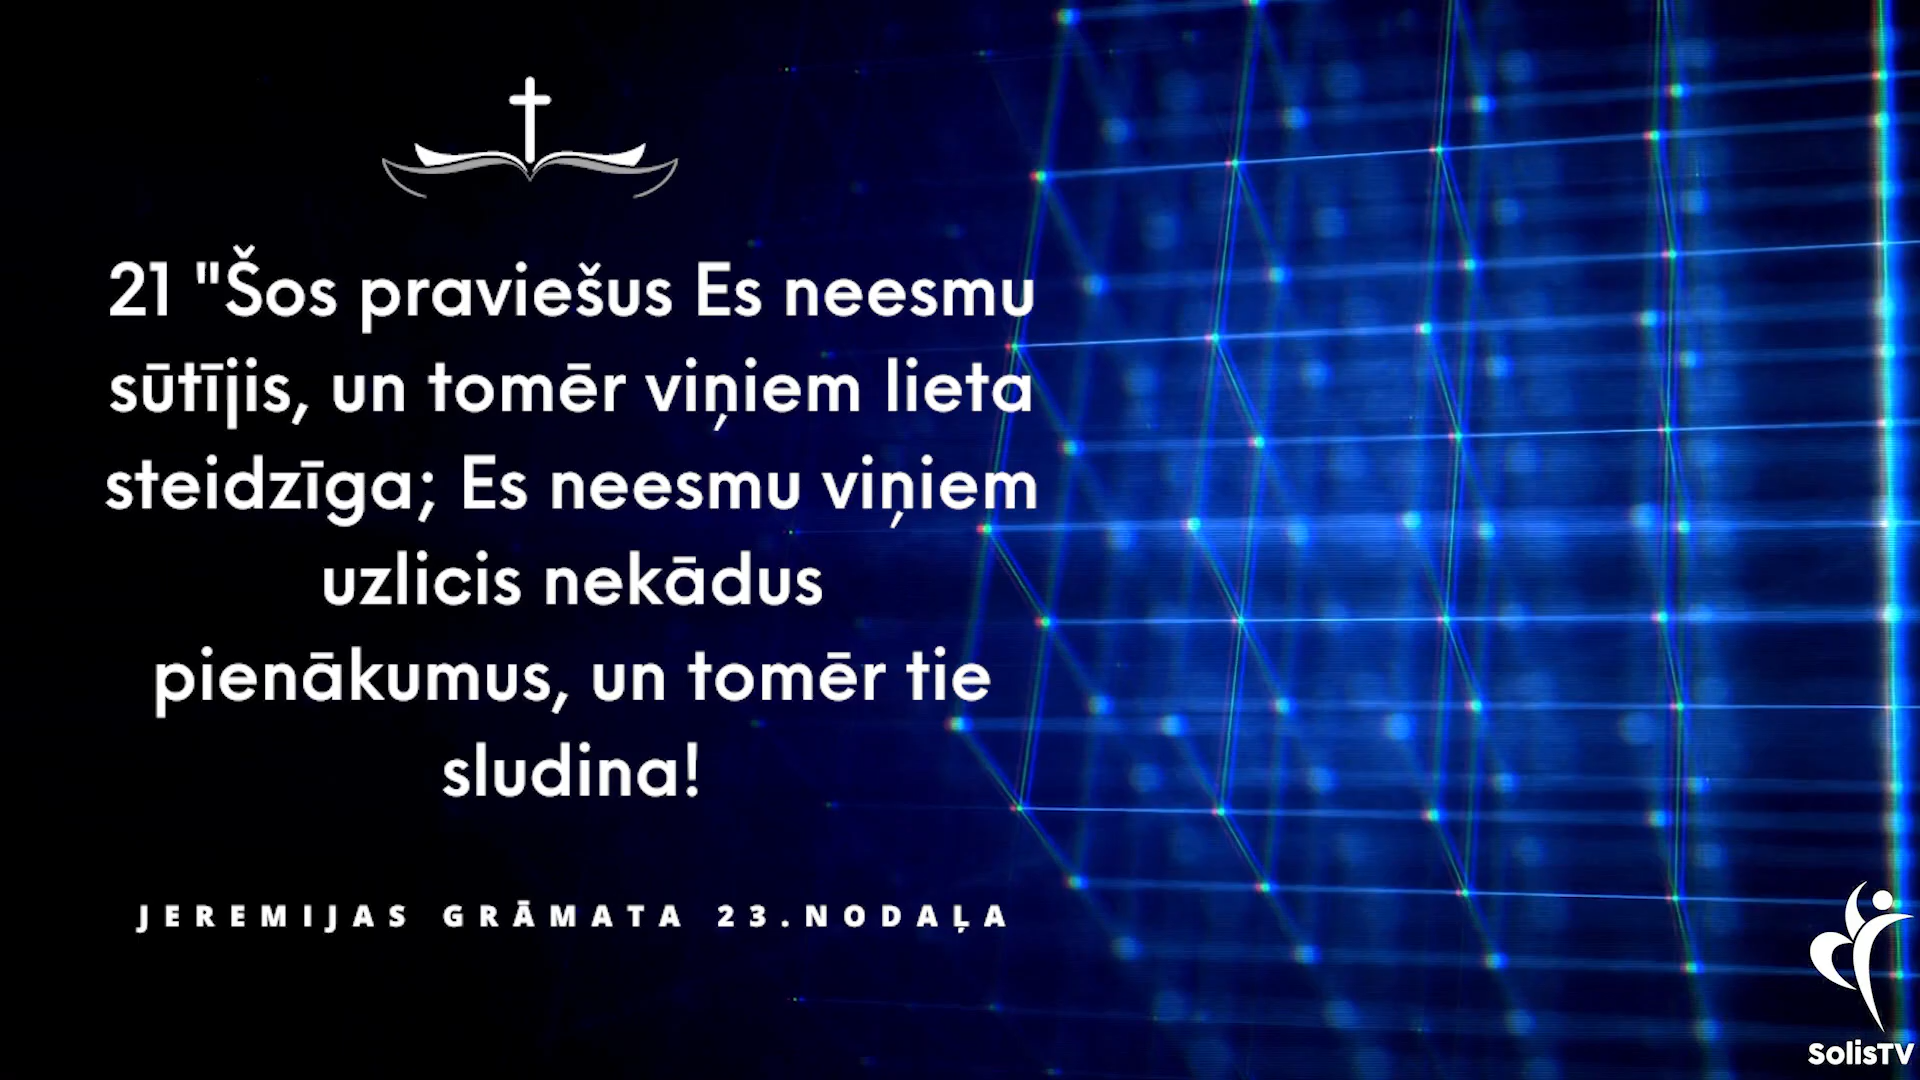 21 "Šos praviešus Es neesmu
sūtījis, un tomēr viņiem lieta
steidzīga; Es neesmu viņiem
uzlicis nekādus
pienākumus, un tomēr tie
sludina!
JEREMIJAS GRĀMATA 23.NODAĻA
SolisTV